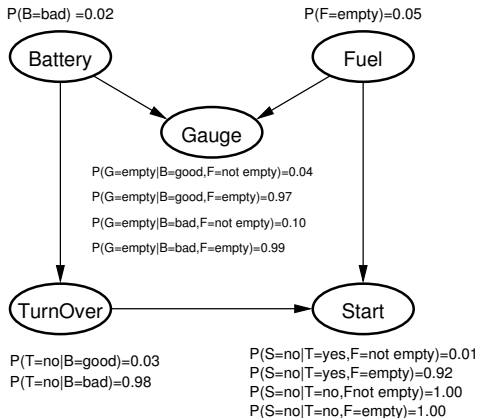 P(B=bad) =0.02
P(F=empty)=0.05
Battery
Fuel
Gauge
P(G=empty|B=good,F=not empty)=0.04
P(G=empty|B=good,F=empty)=0.97
P(G=empty|B=bad,F=not empty)=0.10
P(G=empty|B=bad,F=empty)=0.99
TurnOver
Start
P(T=no|B=good)=0.03
P(T=no|B=bad)=0.98
P(S=no|T=yes,F=not empty)=0.01
P(S=no|T=yes,F=empty)=0.92
P(S=no|T=no,Fnot empty)=1.00
P(S=no|T=no,F=empty)=1.00